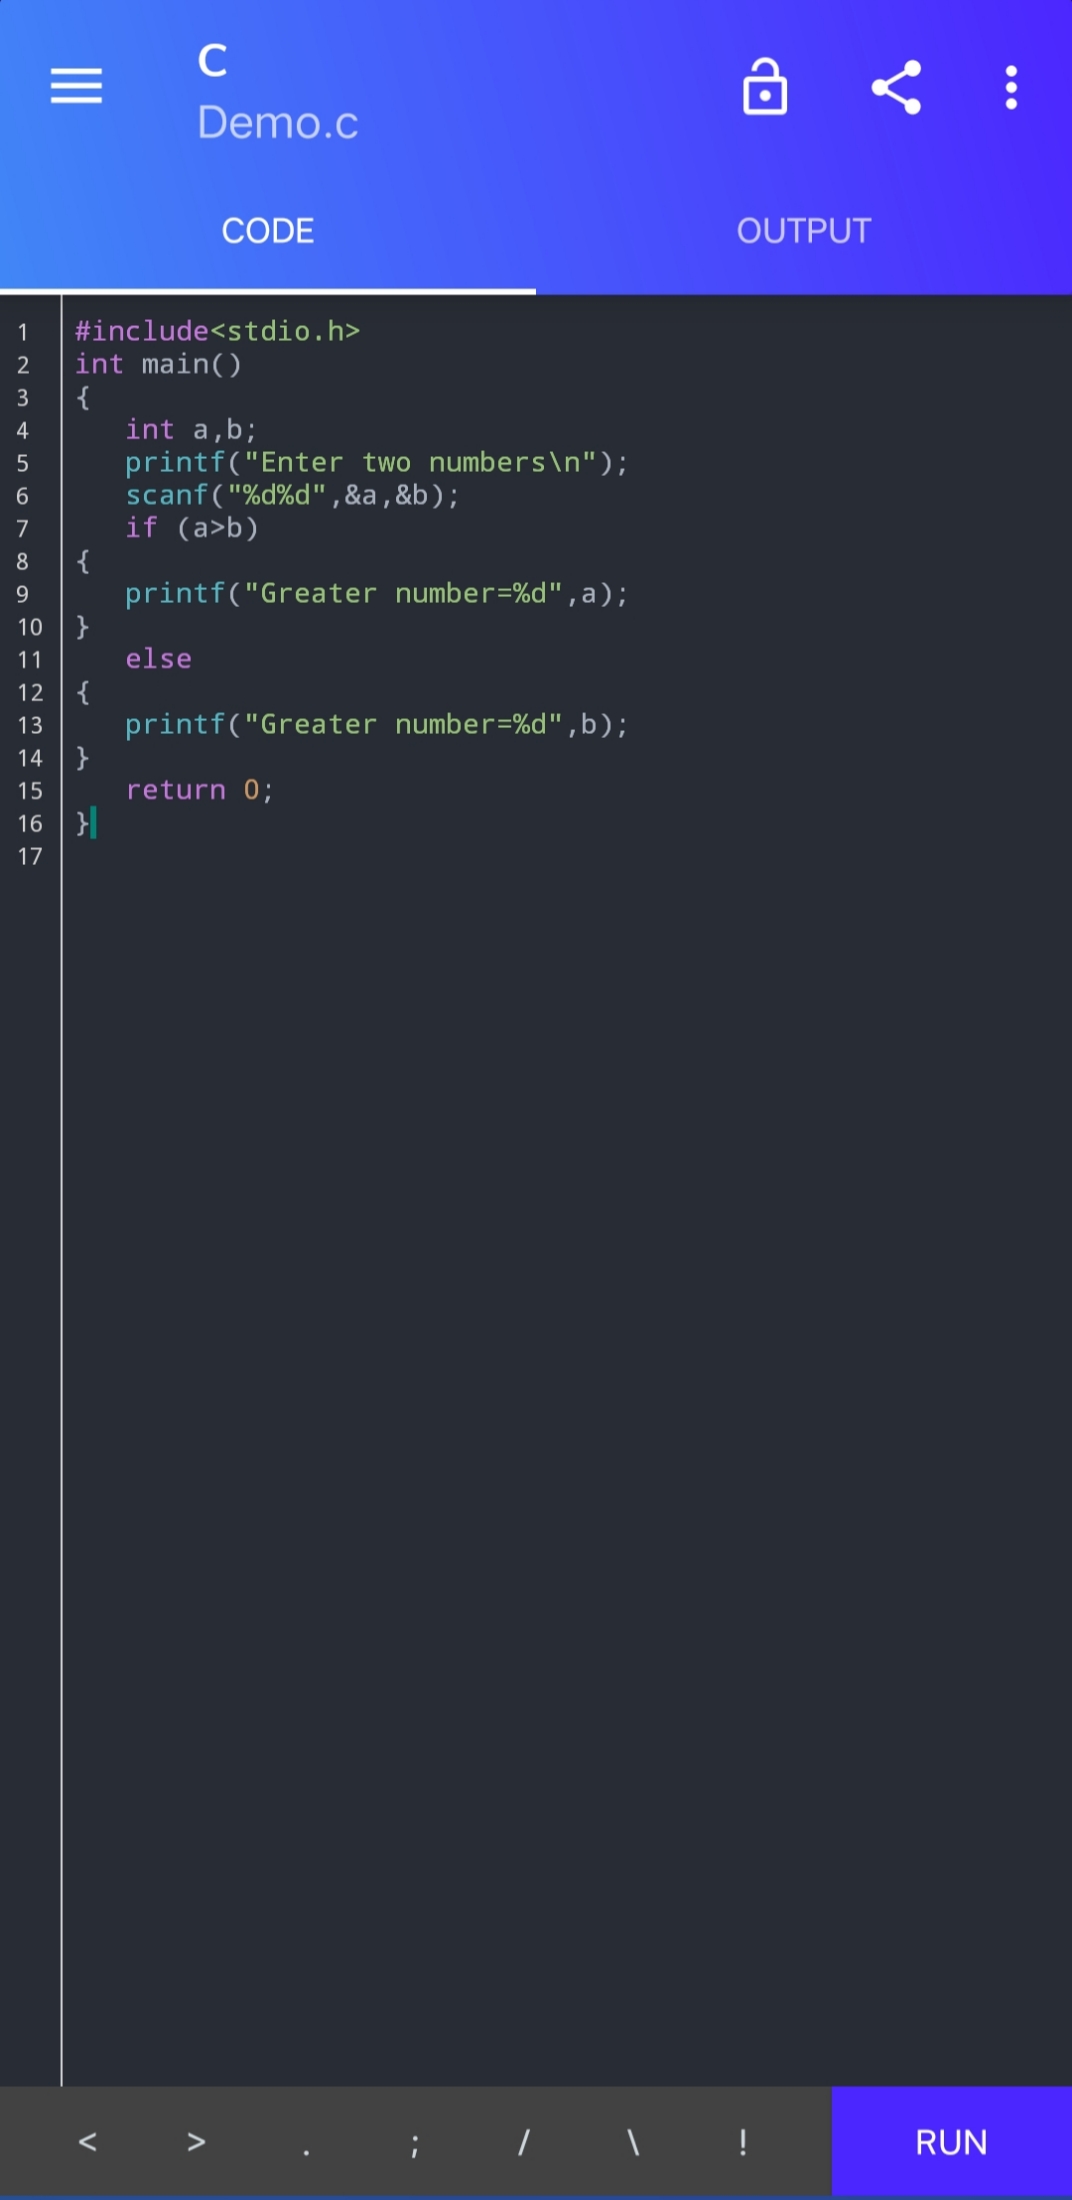 C
Demo.c
CODE OUTPUT
1 #include<stdio.h>
2 int main()
3 {
4    int a,b;
5    printf("Enter two numbers\n");
6    scanf("%d%d",&a,&b);
7    if (a>b)
8 {
9    printf("Greater number=%d",a);
10 }
11    else
12 {
13    printf("Greater number=%d",b);
14 }
15    return 0;
16 }
17
< > . ; / \ ! RUN